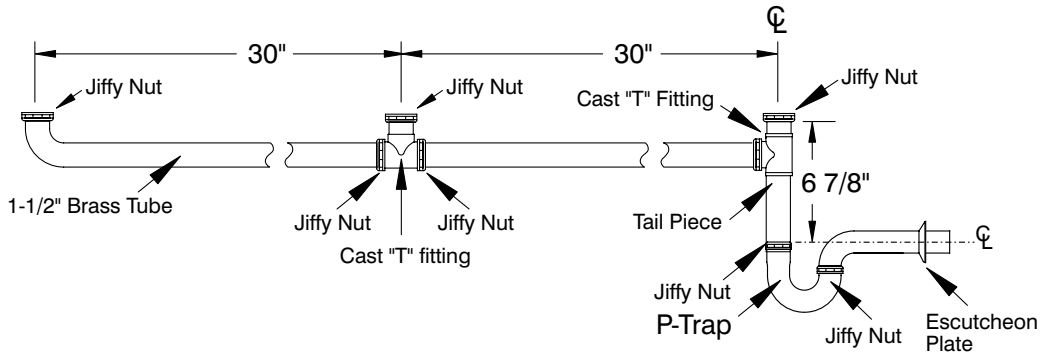 ℄
30"
30"
Jiffy Nut
Jiffy Nut
Jiffy Nut
Cast "T" Fitting
1-1/2" Brass Tube
Jiffy Nut
Jiffy Nut
Cast "T" fitting
6 7/8"
Tail Piece
℄
Jiffy Nut
P-Trap
Jiffy Nut
Escutcheon
Plate